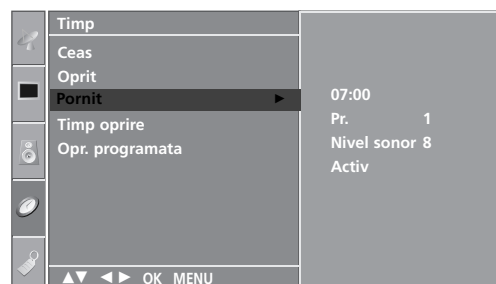 Timp
Ceas
Oprit
Pornit ►
Timp oprire
Opr. programata
▲▼ ◄► OK MENU
07:00
Pr. 1
Nivel sonor 8
Activ